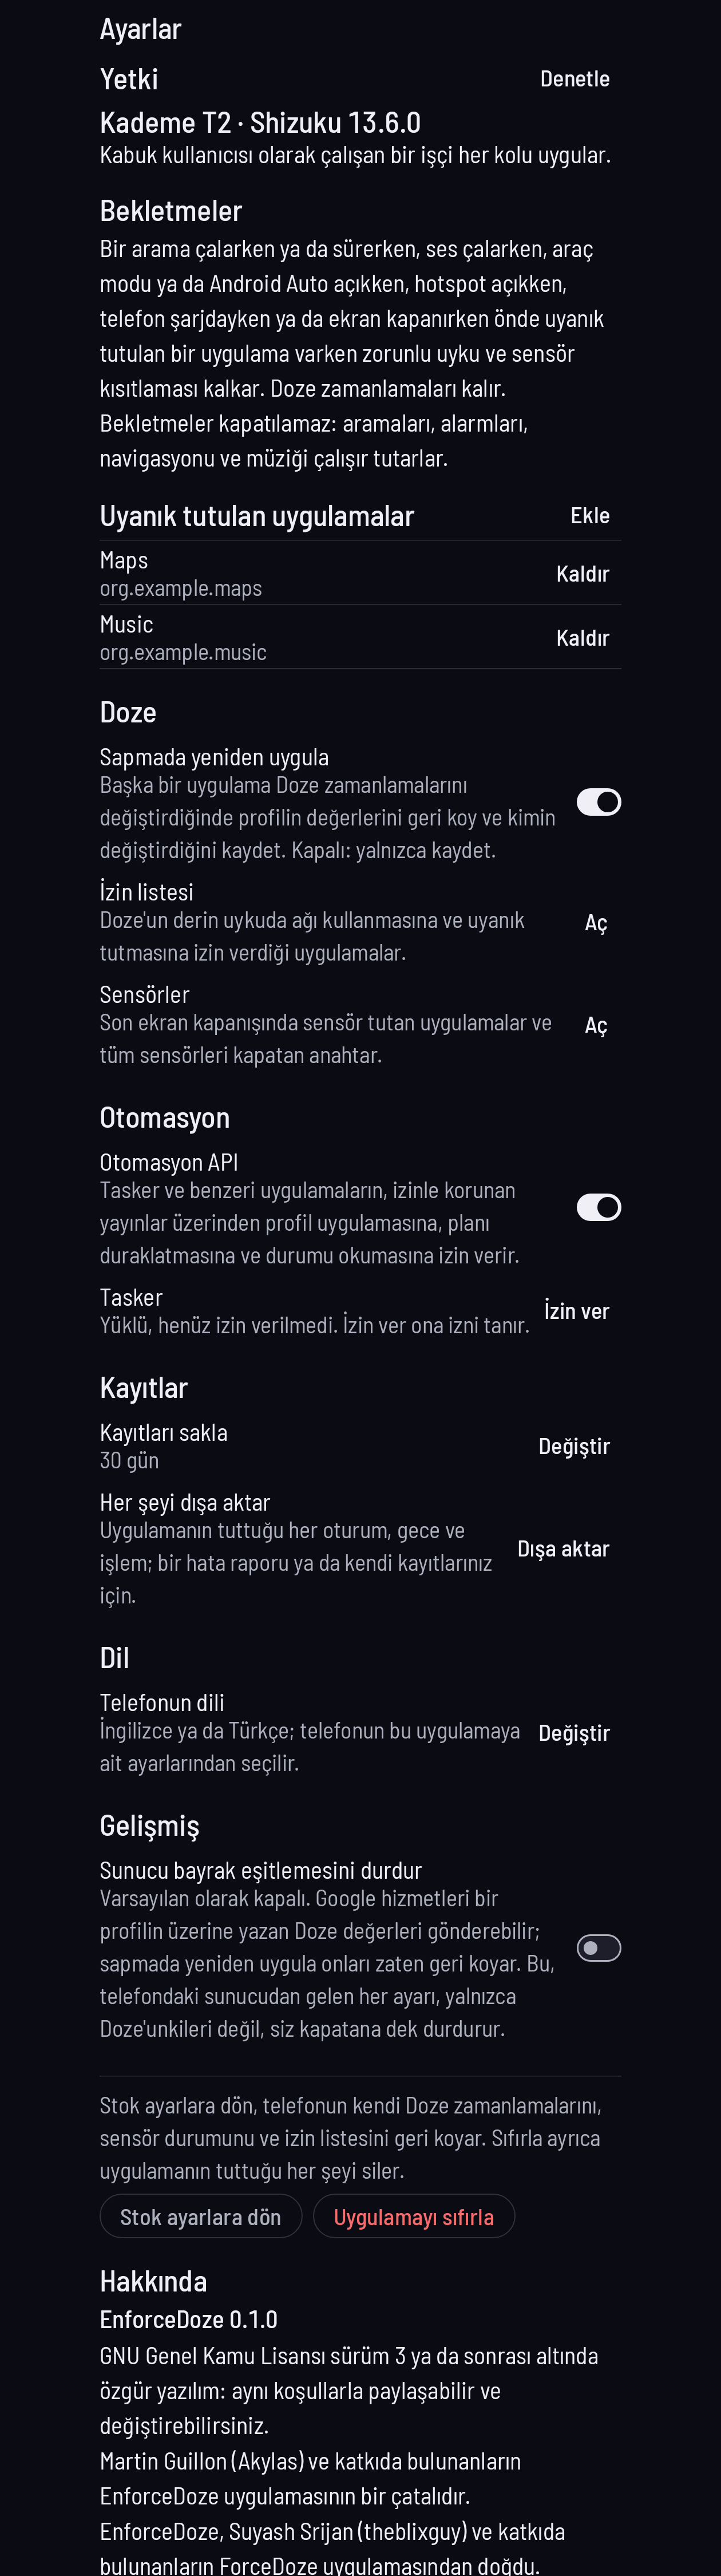 Ayarlar
Yetki
Denetle
Kademe T2 · Shizuku 13.6.0
Kabuk kullanıcısı olarak çalışan bir işçi her kolu uygular.
Bekletmeler
Bir arama çalarken ya da sürerken, ses çalarken, araç
modu ya da Android Auto açıkken, hotspot açıkken,
telefon şarjdayken ya da ekran kapanırken önde uyanık
tutulan bir uygulama varken zorunlu uyku ve sensör
kısıtlaması kalkar. Doze zamanlamaları kalır.
Bekletmeler kapatılamaz: aramaları, alarmları,
navigasyonu ve müziği çalışır tutarlar.
Uyanık tutulan uygulamalar
Ekle
Maps
org.example.maps
Kaldır
Music
org.example.music
Kaldır
Doze
Sapmada yeniden uygula
Başka bir uygulama Doze zamanlamalarını
değiştirdiğinde profilin değerlerini geri koy ve kimin
değiştirdiğini kaydet. Kapalı: yalnızca kaydet.
İzin listesi
Doze'un derin uykuda ağı kullanmasına ve uyanık
tutmasına izin verdiği uygulamalar.
Aç
Sensörler
Son ekran kapanışında sensör tutan uygulamalar ve
tüm sensörleri kapatan anahtar.
Aç
Otomasyon
Otomasyon API
Tasker ve benzeri uygulamaların, izinle korunan
yayınlar üzerinden profil uygulamasına, planı
duraklatmasına ve durumu okumasına izin verir.
Tasker
Yüklü, henüz izin verilmedi. İzin ver ona izni tanır.
İzin ver
Kayıtlar
Kayıtları sakla
30 gün
Değiştir
Her şeyi dışa aktar
Uygulamanın tuttuğu her oturum, gece ve
işlem; bir hata raporu ya da kendi kayıtlarınız
için.
Dışa aktar
Dil
Telefonun dili
İngilizce ya da Türkçe; telefonun bu uygulamaya
ait ayarlarından seçilir.
Değiştir
Gelişmiş
Sunucu bayrak eşitlemesini durdur
Varsayılan olarak kapalı. Google hizmetleri bir
profilin üzerine yazan Doze değerleri gönderebilir;
sapmada yeniden uygula onları zaten geri koyar. Bu,
telefondaki sunucudan gelen her ayarı, yalnızca
Doze'unkileri değil, siz kapatana dek durdurur.
Stok ayarlara dön, telefonun kendi Doze zamanlamalarını,
sensör durumunu ve izin listesini geri koyar. Sıfırla ayrıca
uygulamanın tuttuğu her şeyi siler.
Stok ayarlara dön
Uygulamayı sıfırla
Hakkında
EnforceDoze 0.1.0
GNU Genel Kamu Lisansı sürüm 3 ya da sonrası altında
özgür yazılım: aynı koşullarla paylaşabilir ve
değiştirebilirsiniz.
Martin Guillon (Akylas) ve katkıda bulunanların
EnforceDoze uygulamasının bir çatalıdır.
EnforceDoze, Suyash Srijan (theblixguy) ve katkıda
bulunanların ForceDoze uygulamasından doğdu.